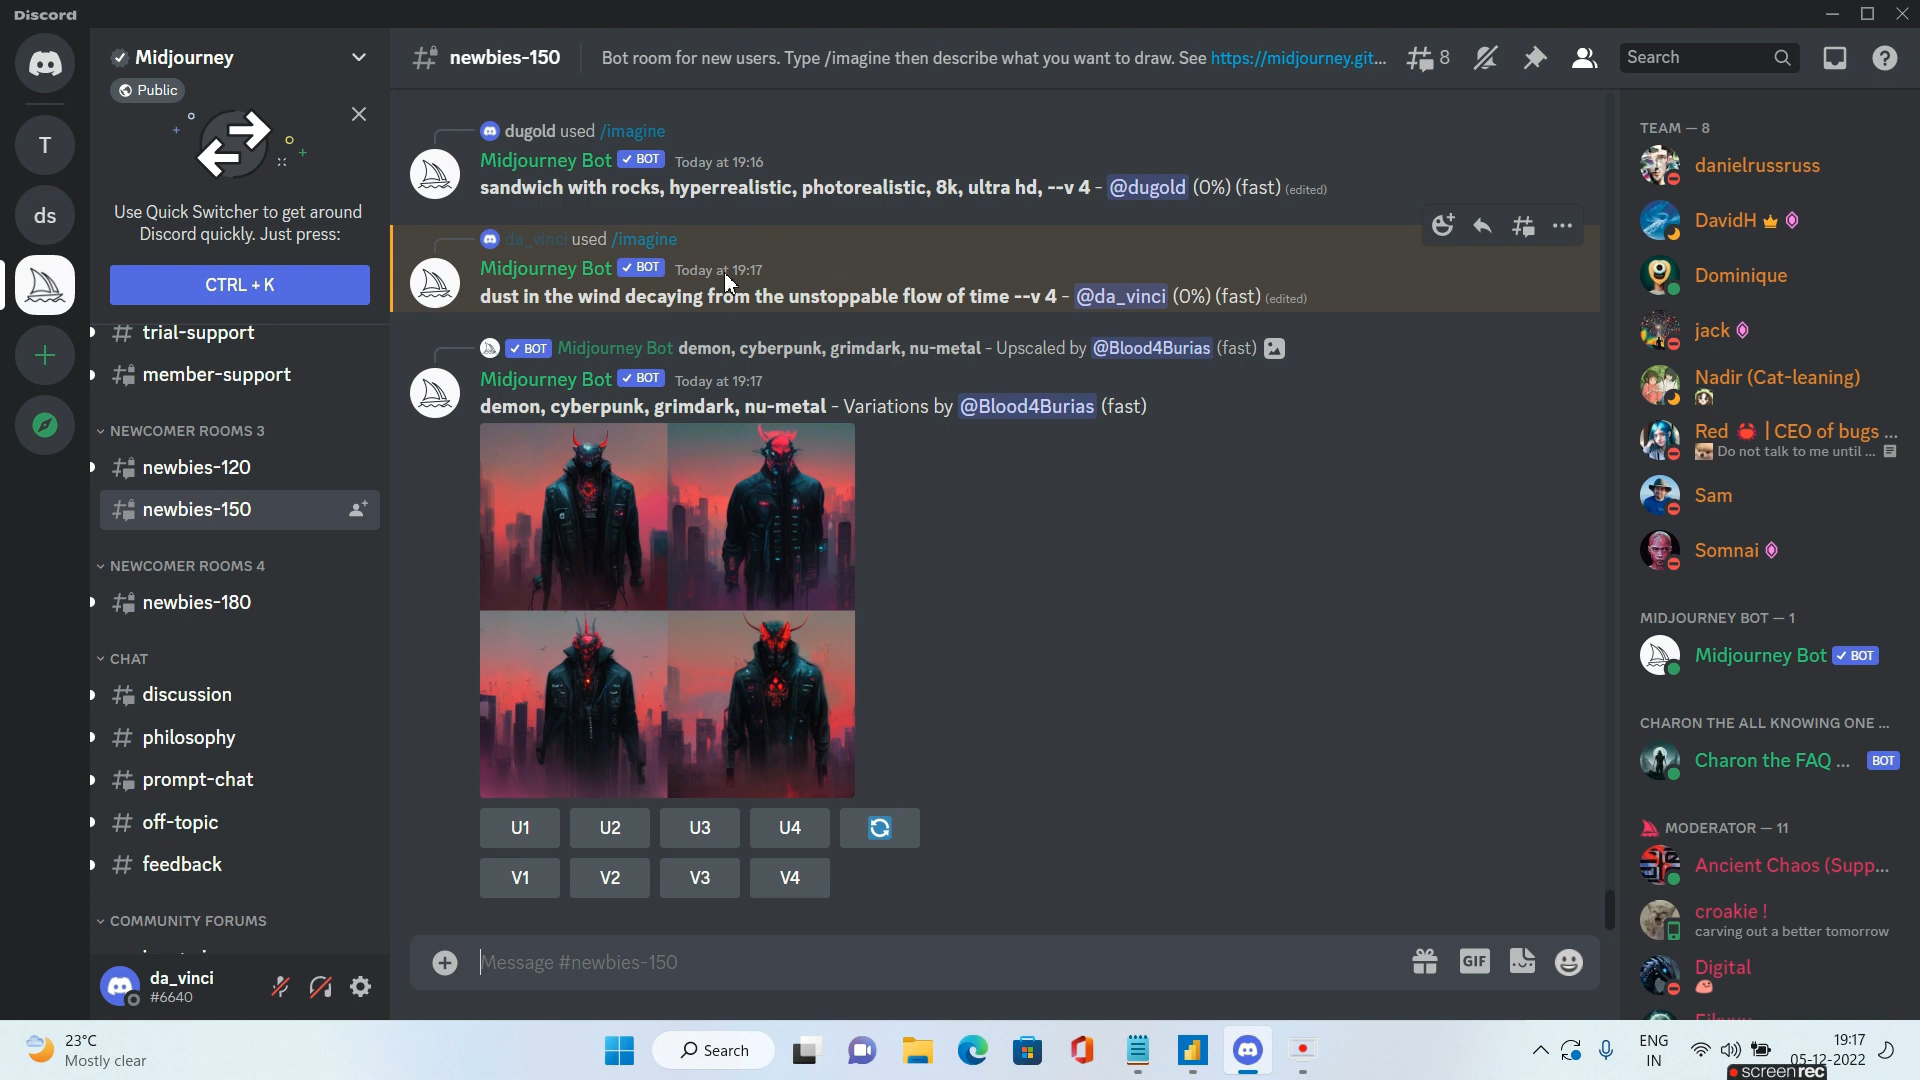 Discord
Midjourney
Public
Use Quick Switcher to get around
Discord quickly. Just press:
CTRL + K
trial-support
member-support
NEWCOMER ROOMS 3
newbies-120
newbies-150
NEWCOMER ROOMS 4
newbies-180
CHAT
discussion
philosophy
prompt-chat
off-topic
feedback
COMMUNITY FORUMS
da_vinci
#6640
T
ds
newbies-150
Bot room for new users. Type /imagine then describe what you want to draw. See https://midjourney.git...
8
Search
dugold used /imagine
Midjourney Bot BOT Today at 19:16
sandwich with rocks, hyperrealistic, photorealistic, 8k, ultra hd, --v 4 - @dugold (0%) (fast) (edited)
da_vinci used /imagine
Midjourney Bot BOT Today at 19:17
dust in the wind decaying from the unstoppable flow of time --v 4 - @da_vinci (0%) (fast) (edited)
BOT Midjourney Bot demon, cyberpunk, grimdark, nu-metal - Upscaled by @Blood4Burias (fast)
Midjourney Bot BOT Today at 19:17
demon, cyberpunk, grimdark, nu-metal - Variations by @Blood4Burias (fast)
U1 U2 U3 U4
V1 V2 V3 V4
Message #newbies-150
GIF
TEAM — 8
danielrussruss
DavidH
Dominique
jack
Nadir (Cat-leaning)
Red | CEO of bugs ...
Do not talk to me until ...
Sam
Somnai
MIDJOURNEY BOT — 1
Midjourney Bot BOT
CHARON THE ALL KNOWING ONE ...
Charon the FAQ ... BOT
MODERATOR — 11
Ancient Chaos (Supp...
croakie !
carving out a better tomorrow
Digital
23°C
Mostly clear
Search
ENG
IN
19:17
05-12-2022
screenrec